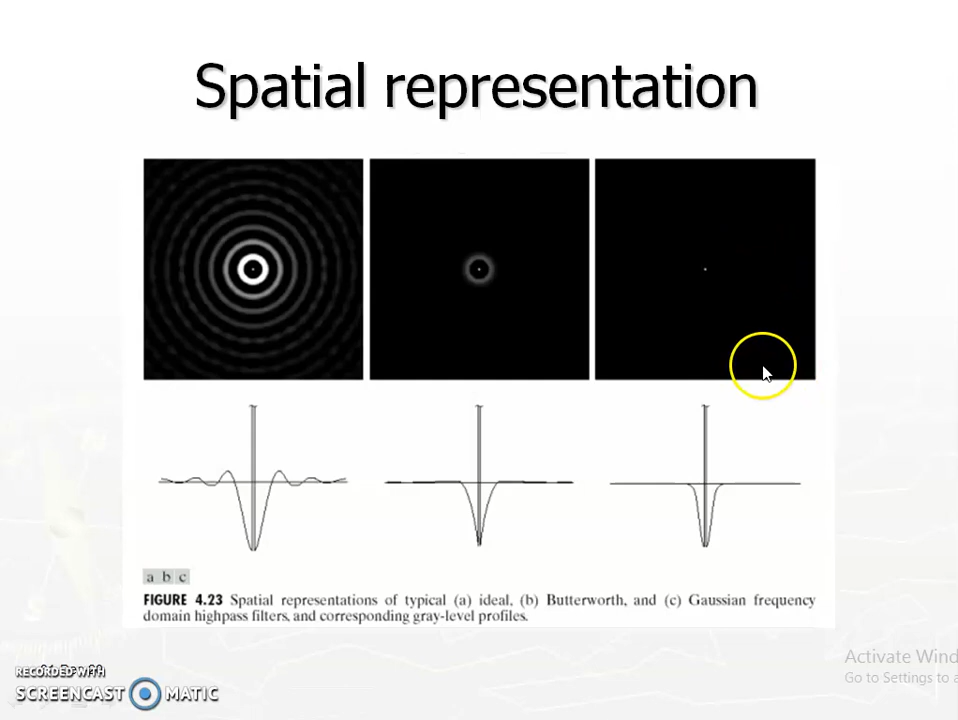 Spatial representation
a b c
FIGURE 4.23 Spatial representations of typical (a) ideal, (b) Butterworth, and (c) Gaussian frequency
domain highpass filters, and corresponding gray-level profiles.
Activate Wind
Go to Settings to a
RECORDED WITH
SCREENCAST MATIC